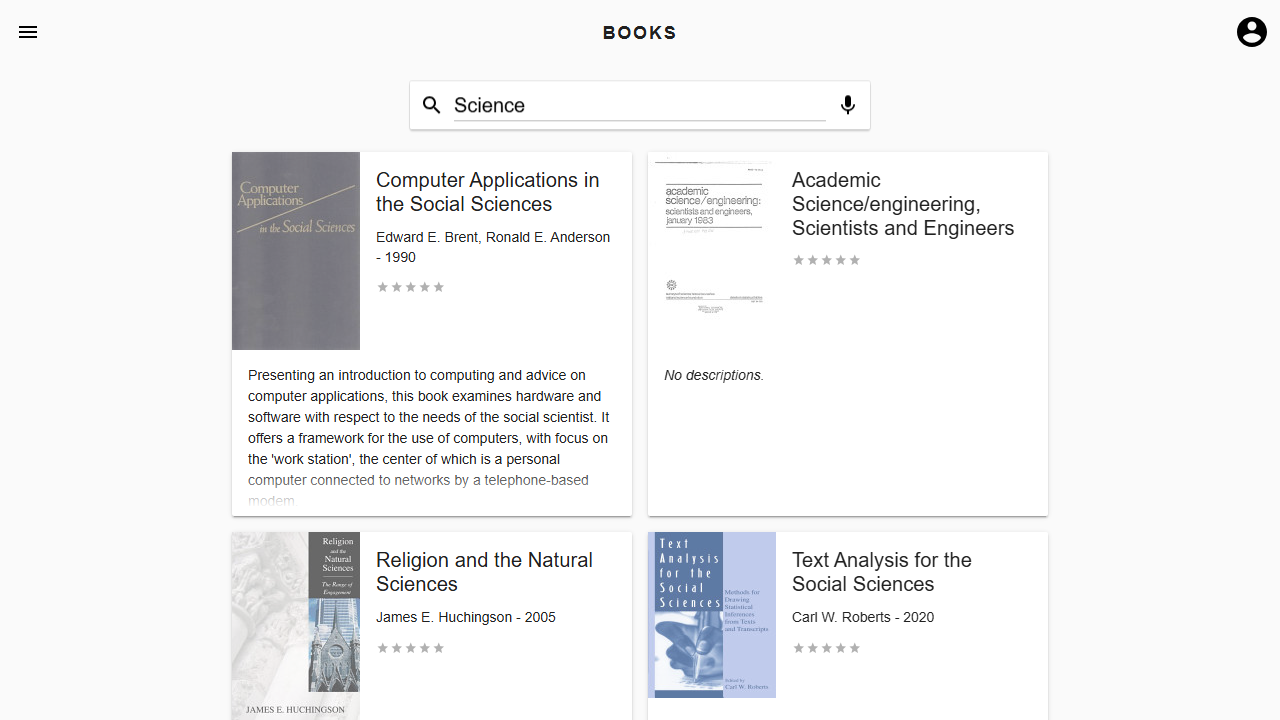 BOOKS
Science
Computer
Applications
in the Social Sciences
Computer Applications in
the Social Sciences
Edward E. Brent, Ronald E. Anderson
- 1990
Presenting an introduction to computing and advice on
computer applications, this book examines hardware and
software with respect to the needs of the social scientist. It
offers a framework for the use of computers, with focus on
the 'work station', the center of which is a personal
computer connected to networks by a telephone-based
modem
academic
science/engineering:
scientists and engineers,
january 1983
Academic
Science/engineering,
Scientists and Engineers
No descriptions.
Religion
and the
Natural
Sciences
The Range of
Engagement
JAMES E. HUCHINGSON
Religion and the Natural
Sciences
James E. Huchingson - 2005
Text
Analysis
for the
Social
Sciences
Methods for
Drawing
Statistical
Inferences
from Texts
and Transcripts
Edited by
Carl W. Roberts
Text Analysis for the
Social Sciences
Carl W. Roberts - 2020